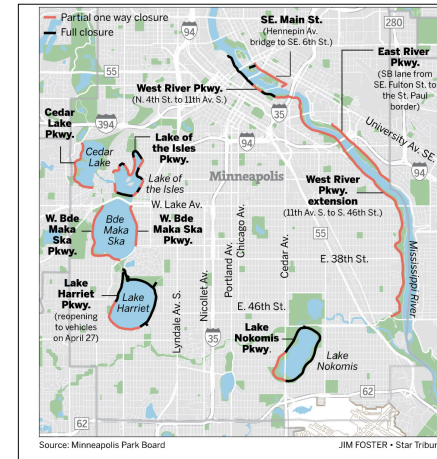 Partial one way closure
Full closure
SE. Main St.
(Hennepin Av.
bridge to SE. 6th St.)
280
94
55
East River
Pkwy.
(SB lane from
SE. Fulton St. to
the St. Paul
border)
West River Pkwy.
(N. 4th St. to 11th Av. S.)
35
University Av. SE.
Cedar
Lake
Pkwy.
394
Lake of
the Isles
Pkwy.
94
94
Cedar
Lake
Lake of
the Isles
Minneapolis
West River
Pkwy.
extension
(11th Av. S. to S. 46th St.)
W. Lake Av.
W. Bde
Maka
Ska
Pkwy.
Bde
Maka
Ska
W. Bde
Maka Ska
Pkwy.
Portland Av.
Chicago Av.
Cedar Av.
55
E. 38th St.
Mississippi River
Lake
Harriet
Pkwy.
(reopening
to vehicles
on April 27)
Lake
Harriet
Lyndale Av. S.
Nicollet Av.
E. 46th St.
35
Lake
Nokomis
Pkwy.
Lake
Nokomis
62
62
Source: Minneapolis Park Board
JIM FOSTER • Star Tribun